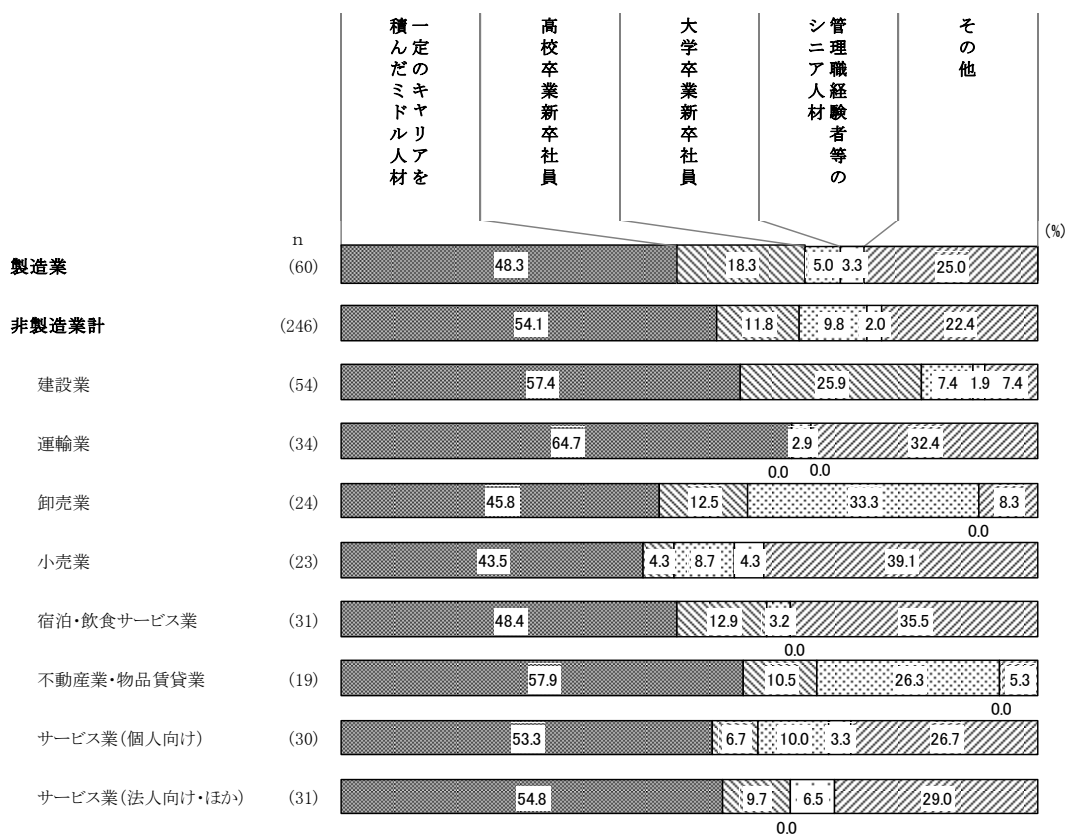 一定のキャリアを
積んだミドル人材
高校卒業新卒社員
大学卒業新卒社員
管理職経験者等の
シニア人材
その他
n
(%)
製造業 (60) 48.3 18.3 5.0 3.3 25.0
非製造業計 (246) 54.1 11.8 9.8 2.0 22.4
建設業 (54) 57.4 25.9 7.4 1.9 7.4
運輸業 (34) 64.7 2.9 32.4
0.0 0.0
卸売業 (24) 45.8 12.5 33.3 8.3
0.0
小売業 (23) 43.5 4.3 8.7 4.3 39.1
宿泊・飲食サービス業 (31) 48.4 12.9 3.2 35.5
0.0
不動産業・物品賃貸業 (19) 57.9 10.5 26.3 5.3
0.0
サービス業(個人向け) (30) 53.3 6.7 10.0 3.3 26.7
サービス業(法人向け・ほか) (31) 54.8 9.7 6.5 29.0
0.0